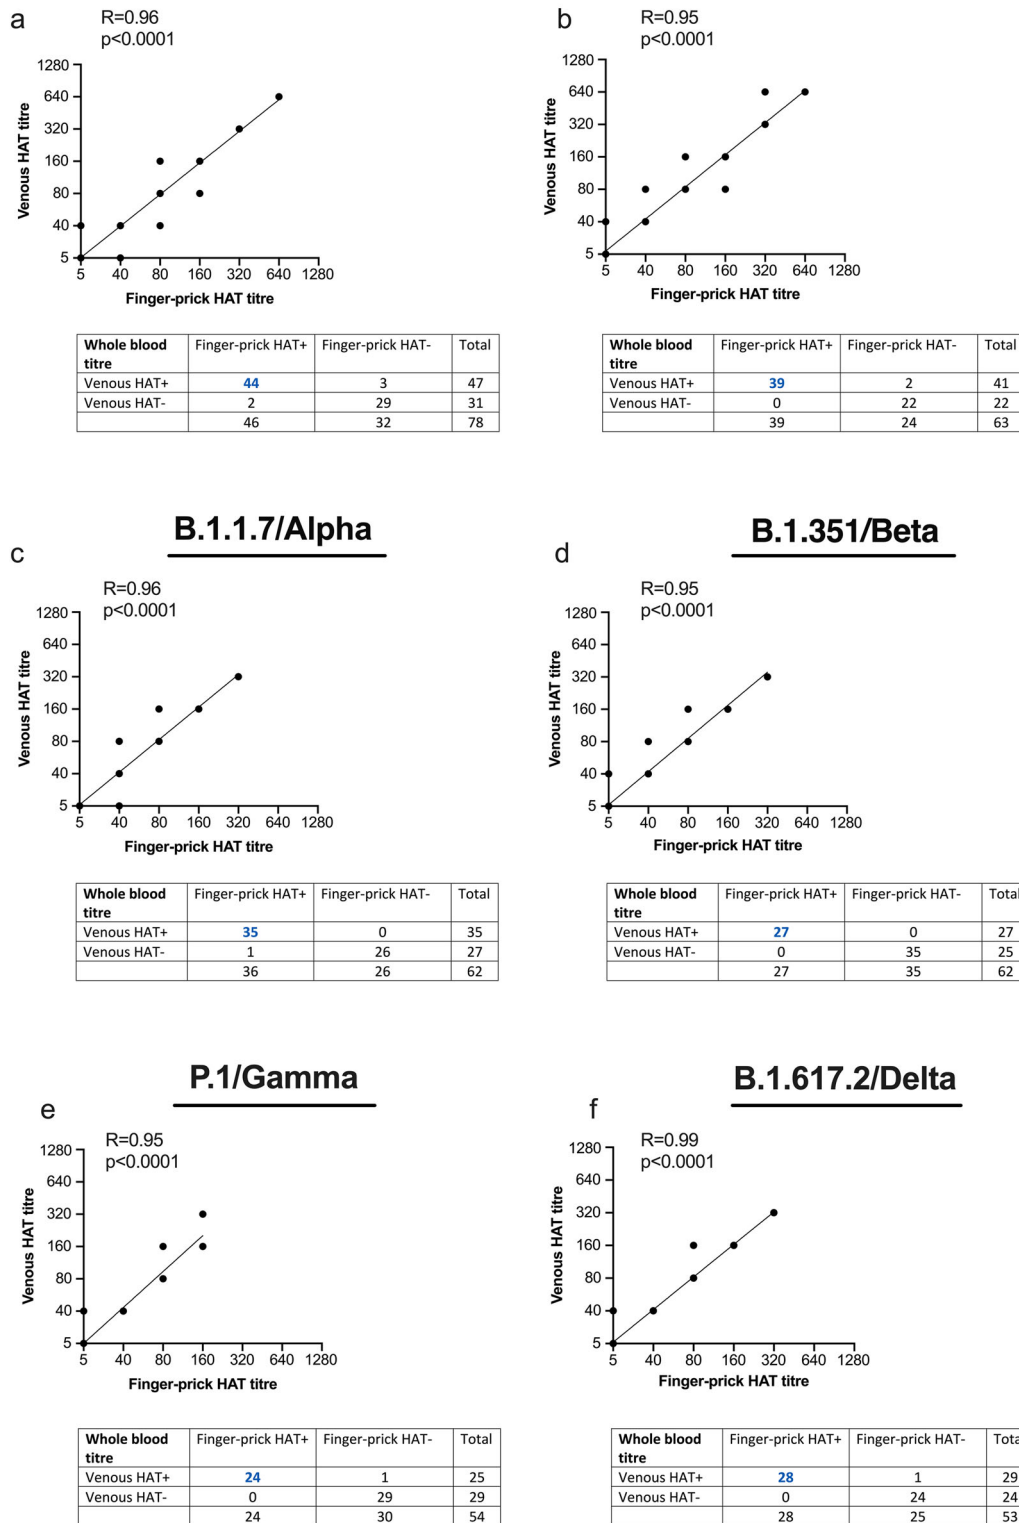 a
R=0.96
p<0.0001
1280
640
320
160
80
40
5
Venous HAT titre
5 40 80 160 320 640 1280
Finger-prick HAT titre
Whole blood titre Finger-prick HAT+ Finger-prick HAT- Total
Venous HAT+ 44 3 47
Venous HAT- 2 29 31
46 32 78
b
R=0.95
p<0.0001
1280
640
320
160
80
40
5
Venous HAT titre
5 40 80 160 320 640 1280
Finger-prick HAT titre
Whole blood titre Finger-prick HAT+ Finger-prick HAT- Total
Venous HAT+ 39 2 41
Venous HAT- 0 22 22
39 24 63
B.1.1.7/Alpha
c
R=0.96
p<0.0001
1280
640
320
160
80
40
5
Venous HAT titre
5 40 80 160 320 640 1280
Finger-prick HAT titre
Whole blood titre Finger-prick HAT+ Finger-prick HAT- Total
Venous HAT+ 35 0 35
Venous HAT- 1 26 27
36 26 62
B.1.351/Beta
d
R=0.95
p<0.0001
1280
640
320
160
80
40
5
Venous HAT titre
5 40 80 160 320 640 1280
Finger-prick HAT titre
Whole blood titre Finger-prick HAT+ Finger-prick HAT- Total
Venous HAT+ 27 0 27
Venous HAT- 0 35 25
27 35 62
P.1/Gamma
e
R=0.95
p<0.0001
1280
640
320
160
80
40
5
Venous HAT titre
5 40 80 160 320 640 1280
Finger-prick HAT titre
Whole blood titre Finger-prick HAT+ Finger-prick HAT- Total
Venous HAT+ 24 1 25
Venous HAT- 0 29 29
24 30 54
B.1.617.2/Delta
f
R=0.99
p<0.0001
1280
640
320
160
80
40
5
Venous HAT titre
5 40 80 160 320 640 1280
Finger-prick HAT titre
Whole blood titre Finger-prick HAT+ Finger-prick HAT- Total
Venous HAT+ 28 1 29
Venous HAT- 0 24 24
28 25 53